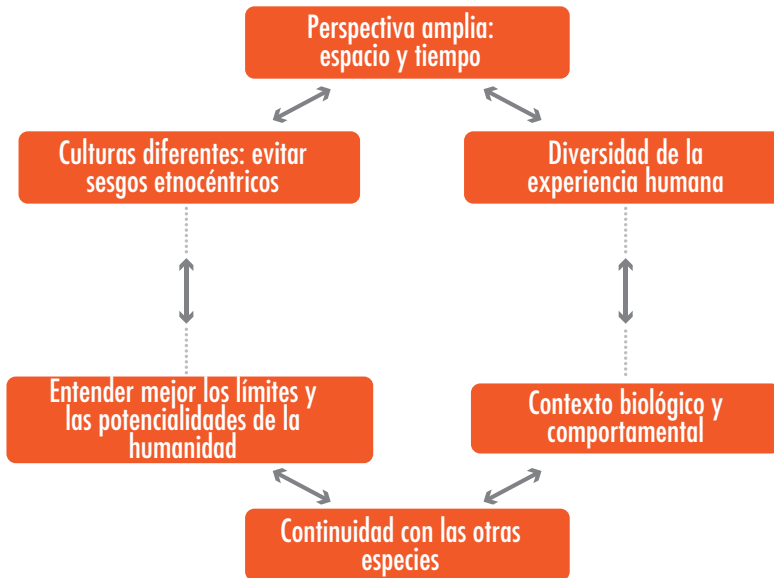 Perspectiva amplia:
espacio y tiempo
Culturas diferentes: evitar
sesgos etnocéntricos
Diversidad de la
experiencia humana
Entender mejor los límites y
las potencialidades de la
humanidad
Contexto biológico y
comportamental
Continuidad con las otras
especies